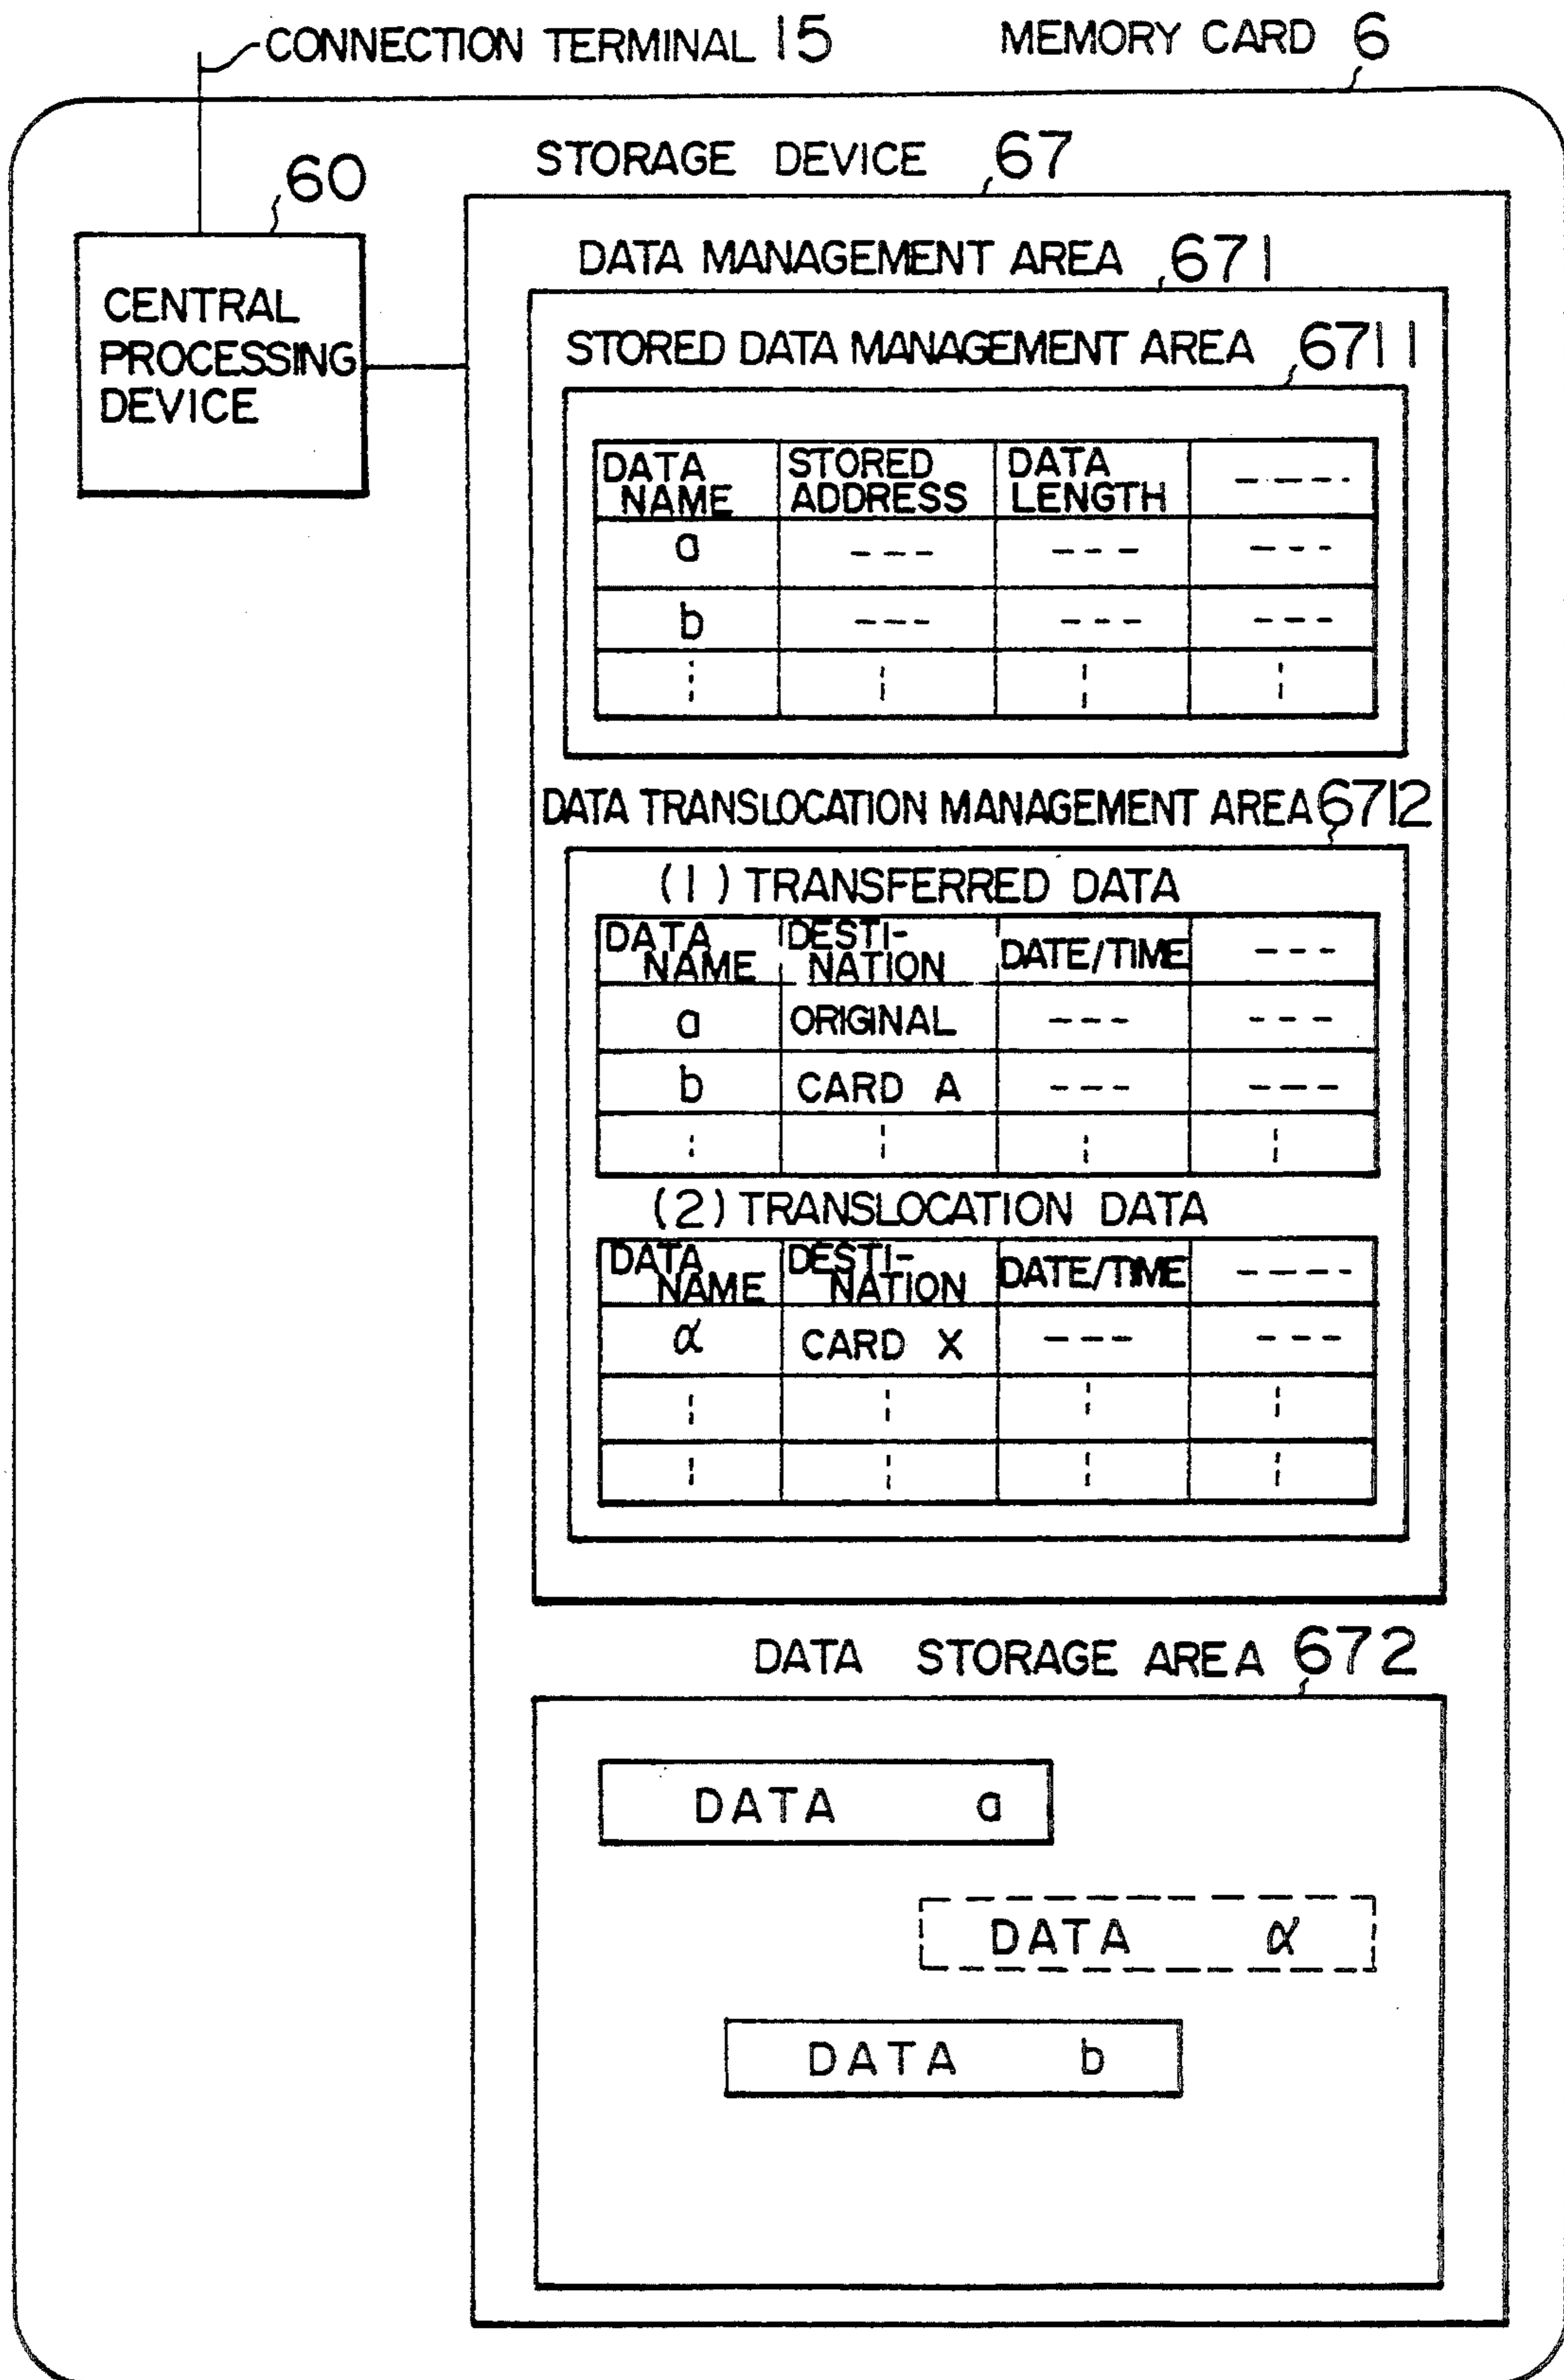 CONNECTION TERMINAL 15
MEMORY CARD 6
STORAGE DEVICE 67
60
CENTRAL
PROCESSING
DEVICE
DATA MANAGEMENT AREA 671
STORED DATA MANAGEMENT AREA 6711
DATA NAME STORED ADDRESS DATA LENGTH ----
a --- --- ---
b --- --- ---
DATA TRANSLOCATION MANAGEMENT AREA 6712
(1) TRANSFERRED DATA
DATA NAME DESTI-NATION DATE/TIME ---
a ORIGINAL --- ---
b CARD A --- ---
(2) TRANSLOCATION DATA
DATA NAME DESTI-NATION DATE/TIME ----
α CARD X --- ---
DATA STORAGE AREA 672
DATA a
DATA α
DATA b